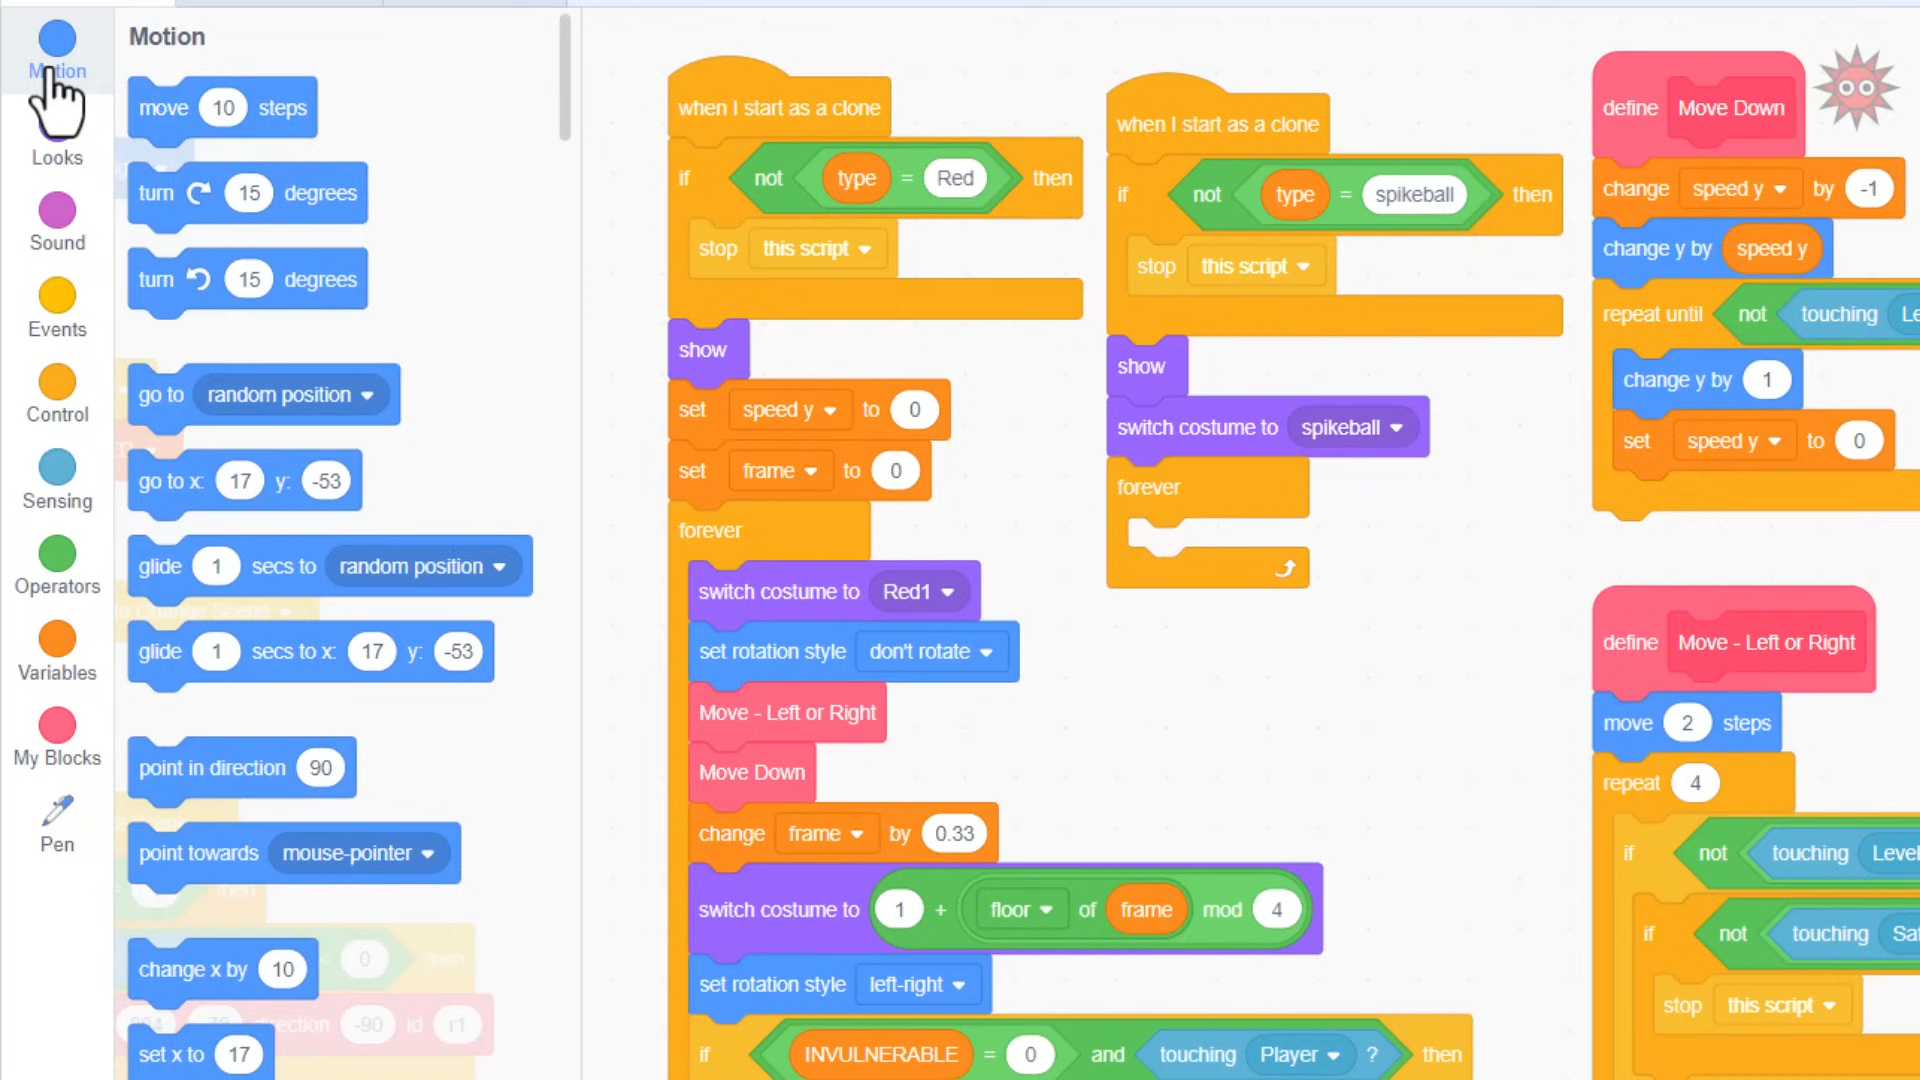 Motion
Looks
Sound
Events
Control
Sensing
Operators
Variables
My Blocks
Pen
Motion
move 10 steps
turn 15 degrees
turn 15 degrees
go to random position
go to x: 17 y: -53
glide 1 secs to random position
glide 1 secs to x: 17 y: -53
point in direction 90
point towards mouse-pointer
change x by 10
set x to 17
when I start as a clone
if not type = Red then
stop this script
show
set speed y to 0
set frame to 0
forever
switch costume to Red1
set rotation style don't rotate
Move - Left or Right
Move Down
change frame by 0.33
switch costume to 1 + floor of frame mod 4
set rotation style left-right
if INVULNERABLE = 0 and touching Player ? then
when I start as a clone
if not type = spikeball then
stop this script
show
switch costume to spikeball
forever
define Move Down
change speed y by -1
change y by speed y
repeat until not touching Le
change y by 1
set speed y to 0
define Move - Left or Right
move 2 steps
repeat 4
if not touching Level
if not touching Saf
stop this script